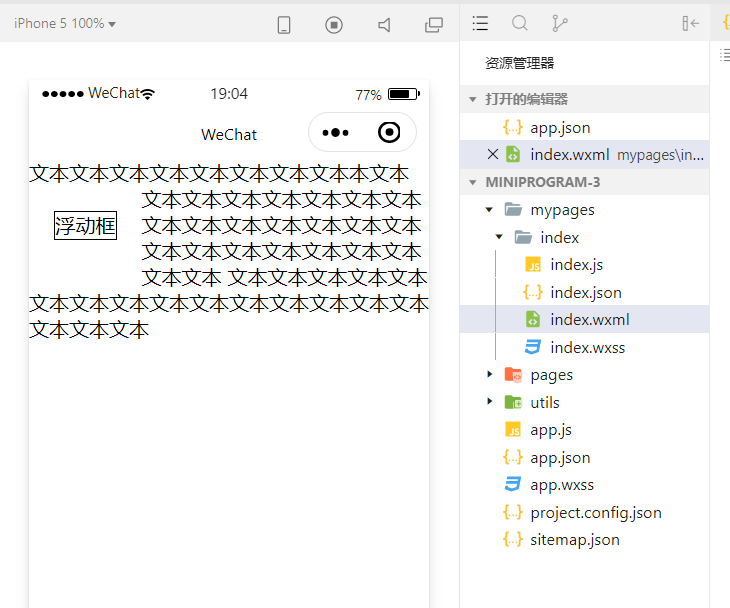 iPhone 5 100%
WeChat
19:04
77%
WeChat
文本文本文本文本文本文本文本本文本文本
浮动框
文本文本文本文本文本文本文本
文本文本文本文本文本文本文本
文本文本文本文本文本文本文本
文本文本 文本文本文本文本文本
文本文本文本文本文本文本文本文本文本文本
文本文本文本
资源管理器
打开的编辑器
{..} app.json
index.wxml mypages\in...
MINIPROGRAM-3
mypages
index
JS index.js
{..} index.json
index.wxml
index.wxss
pages
utils
JS app.js
{..} app.json
app.wxss
{..} project.config.json
{..} sitemap.json